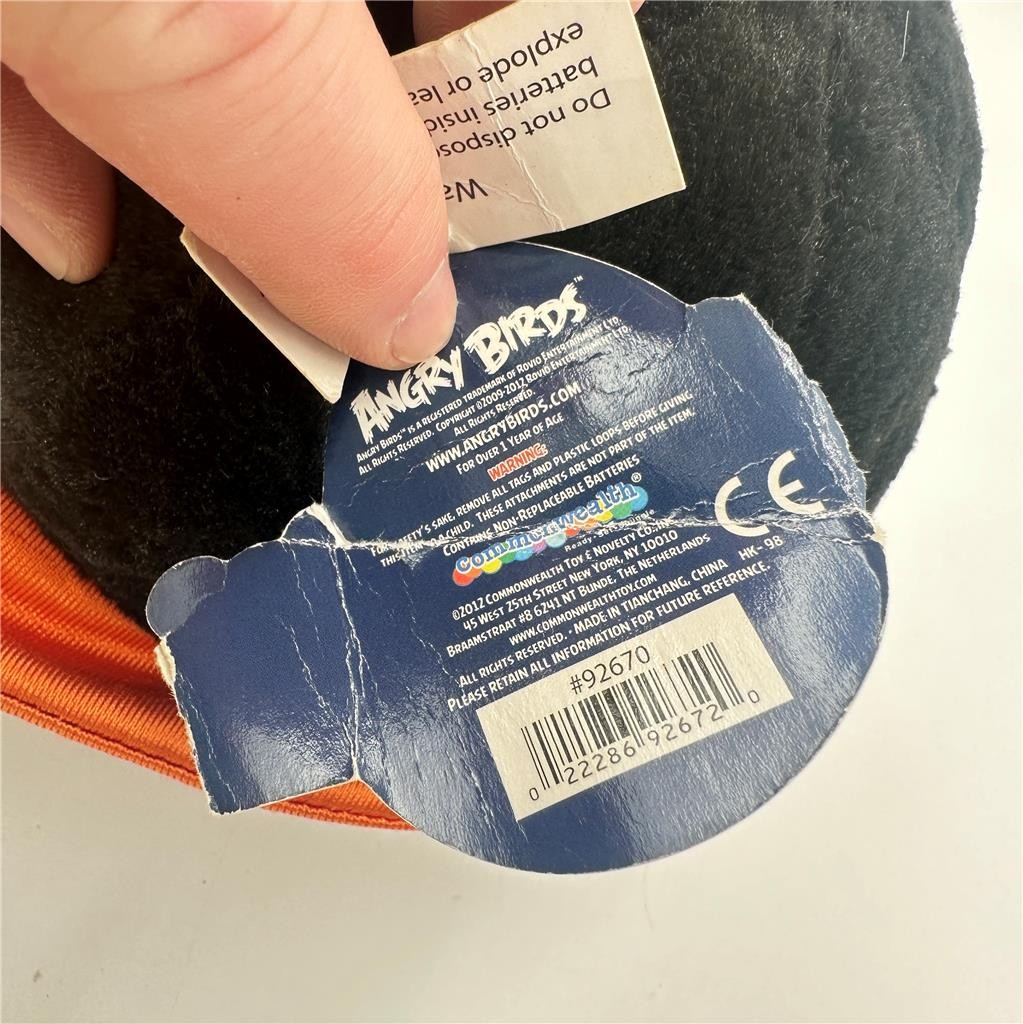 Do not dispose
batteries insid
explode or lea
ANGRY BIRDS™
ANGRY BIRDS™ IS A REGISTERED TRADEMARK OF ROVIO ENTERTAINMENT LTD.
ALL RIGHTS RESERVED. COPYRIGHT ©2009-2012 ROVIO ENTERTAINMENT LTD.
ALL RIGHTS RESERVED.
WWW.ANGRYBIRDS.COM
FOR OVER 1 YEAR OF AGE
WARNING:
FOR SAFETY'S SAKE, REMOVE ALL TAGS AND PLASTIC LOOPS BEFORE GIVING
THIS ITEM TO A CHILD. THESE ATTACHMENTS ARE NOT PART OF THE ITEM.
CONTAINS NON-REPLACEABLE BATTERIES
commonwealth®
CE
©2012 COMMONWEALTH TOY & NOVELTY CO., INC
45 WEST 25TH STREET NEW YORK, NY 10010
BRAAMSTRAAT #8 6241 NT BUNDE, THE NETHERLANDS
HK-98
WWW.COMMONWEALTHTOY.COM
ALL RIGHTS RESERVED. - MADE IN TIANCHANG, CHINA
PLEASE RETAIN ALL INFORMATION FOR FUTURE REFERENCE.
#92670
0 22286 92672 0